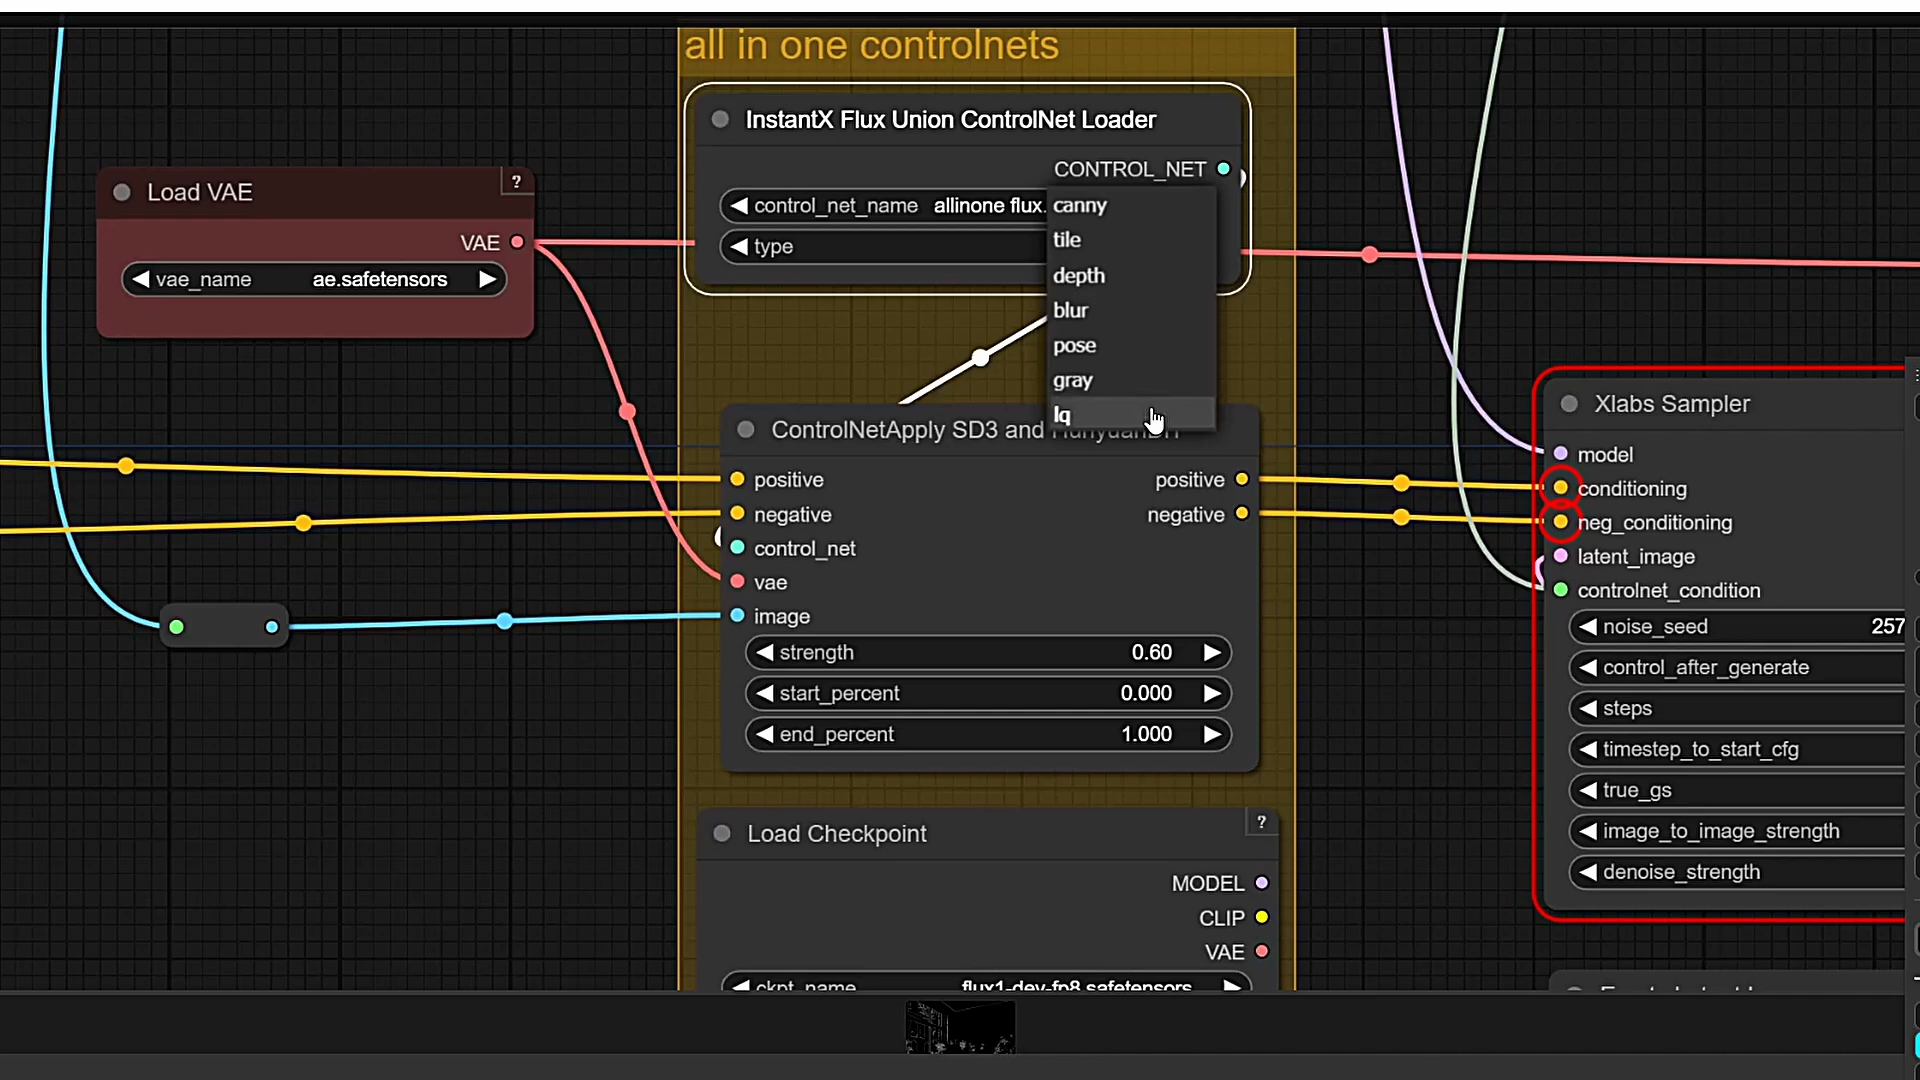 all in one controlnets
InstantX Flux Union ControlNet Loader
CONTROL_NET
control_net_name allinone flux.
type
canny
tile
depth
blur
pose
gray
lq
Load VAE
?
VAE
vae_name ae.safetensors
ControlNetApply SD3 and HunyuanDiT
positive positive
negative negative
control_net
vae
image
strength 0.60
start_percent 0.000
end_percent 1.000
Load Checkpoint
?
MODEL
CLIP
VAE
ckpt_name flux1-dev-fp8.safetensors
Xlabs Sampler
model
conditioning
neg_conditioning
latent_image
controlnet_condition
noise_seed 257
control_after_generate
steps
timestep_to_start_cfg
true_gs
image_to_image_strength
denoise_strength